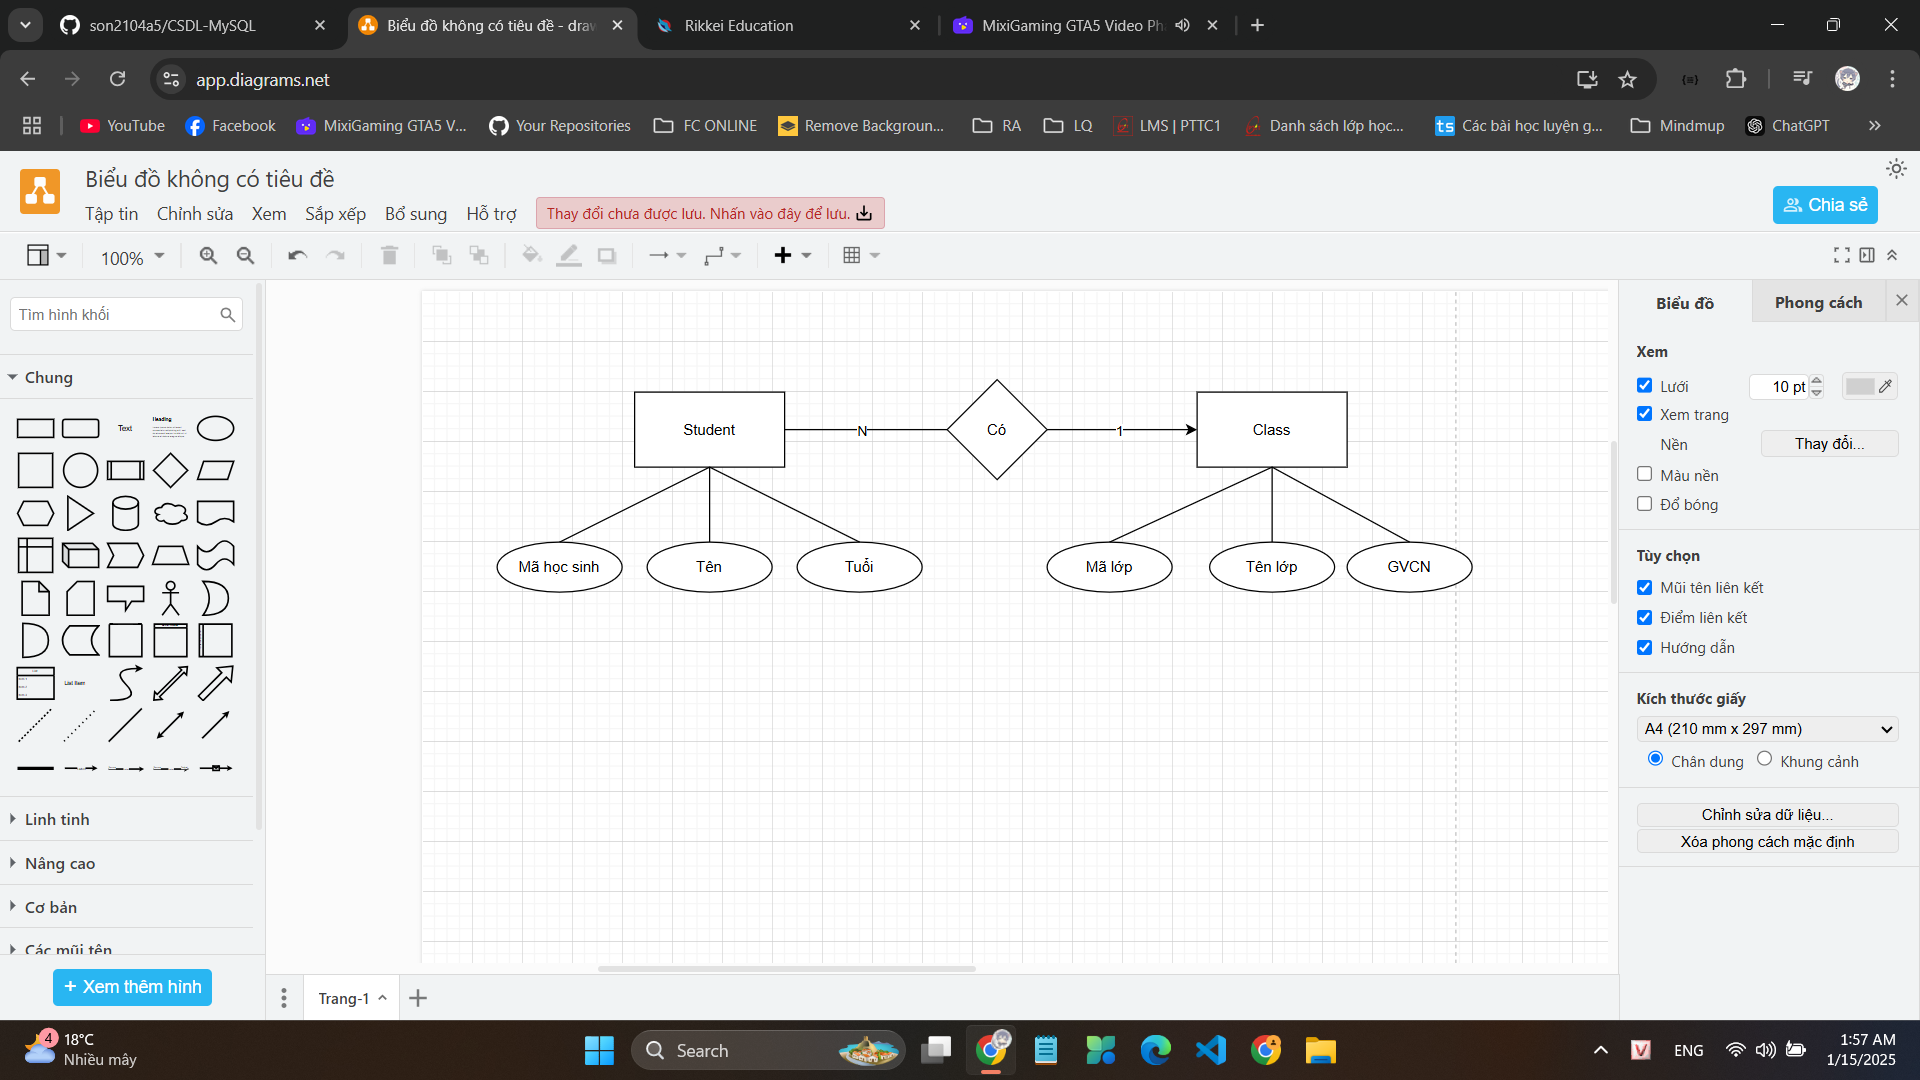 son2104a5/CSDL-MySQL
Biểu đồ không có tiêu đề - draw
Rikkei Education
MixiGaming GTA5 Video Ph
app.diagrams.net
YouTube
Facebook
MixiGaming GTA5 V...
Your Repositories
FC ONLINE
Remove Backgroun...
RA
LQ
LMS | PTTC1
Danh sách lớp học...
ts
Các bài học luyện g...
Mindmup
ChatGPT
Biểu đồ không có tiêu đề
Tập tin
Chỉnh sửa
Xem
Sắp xếp
Bổ sung
Hỗ trợ
Thay đổi chưa được lưu. Nhấn vào đây để lưu.
Chia sẻ
100%
Tìm hình khối
Chung
Text
Heading
List Item
Linh tinh
Nâng cao
Cơ bản
Các mũi tên
+ Xem thêm hình
Student
N
Có
1
Class
Mã học sinh
Tên
Tuổi
Mã lớp
Tên lớp
GVCN
Trang-1
Biểu đồ
Phong cách
Xem
Lưới
10 pt
Xem trang
Nền
Thay đổi...
Màu nền
Đổ bóng
Tùy chọn
Mũi tên liên kết
Điểm liên kết
Hướng dẫn
Kích thước giấy
A4 (210 mm x 297 mm)
Chân dung
Khung cảnh
Chỉnh sửa dữ liệu...
Xóa phong cách mặc định
4
18°C
Nhiều mây
Search
V
ENG
1:57 AM
1/15/2025